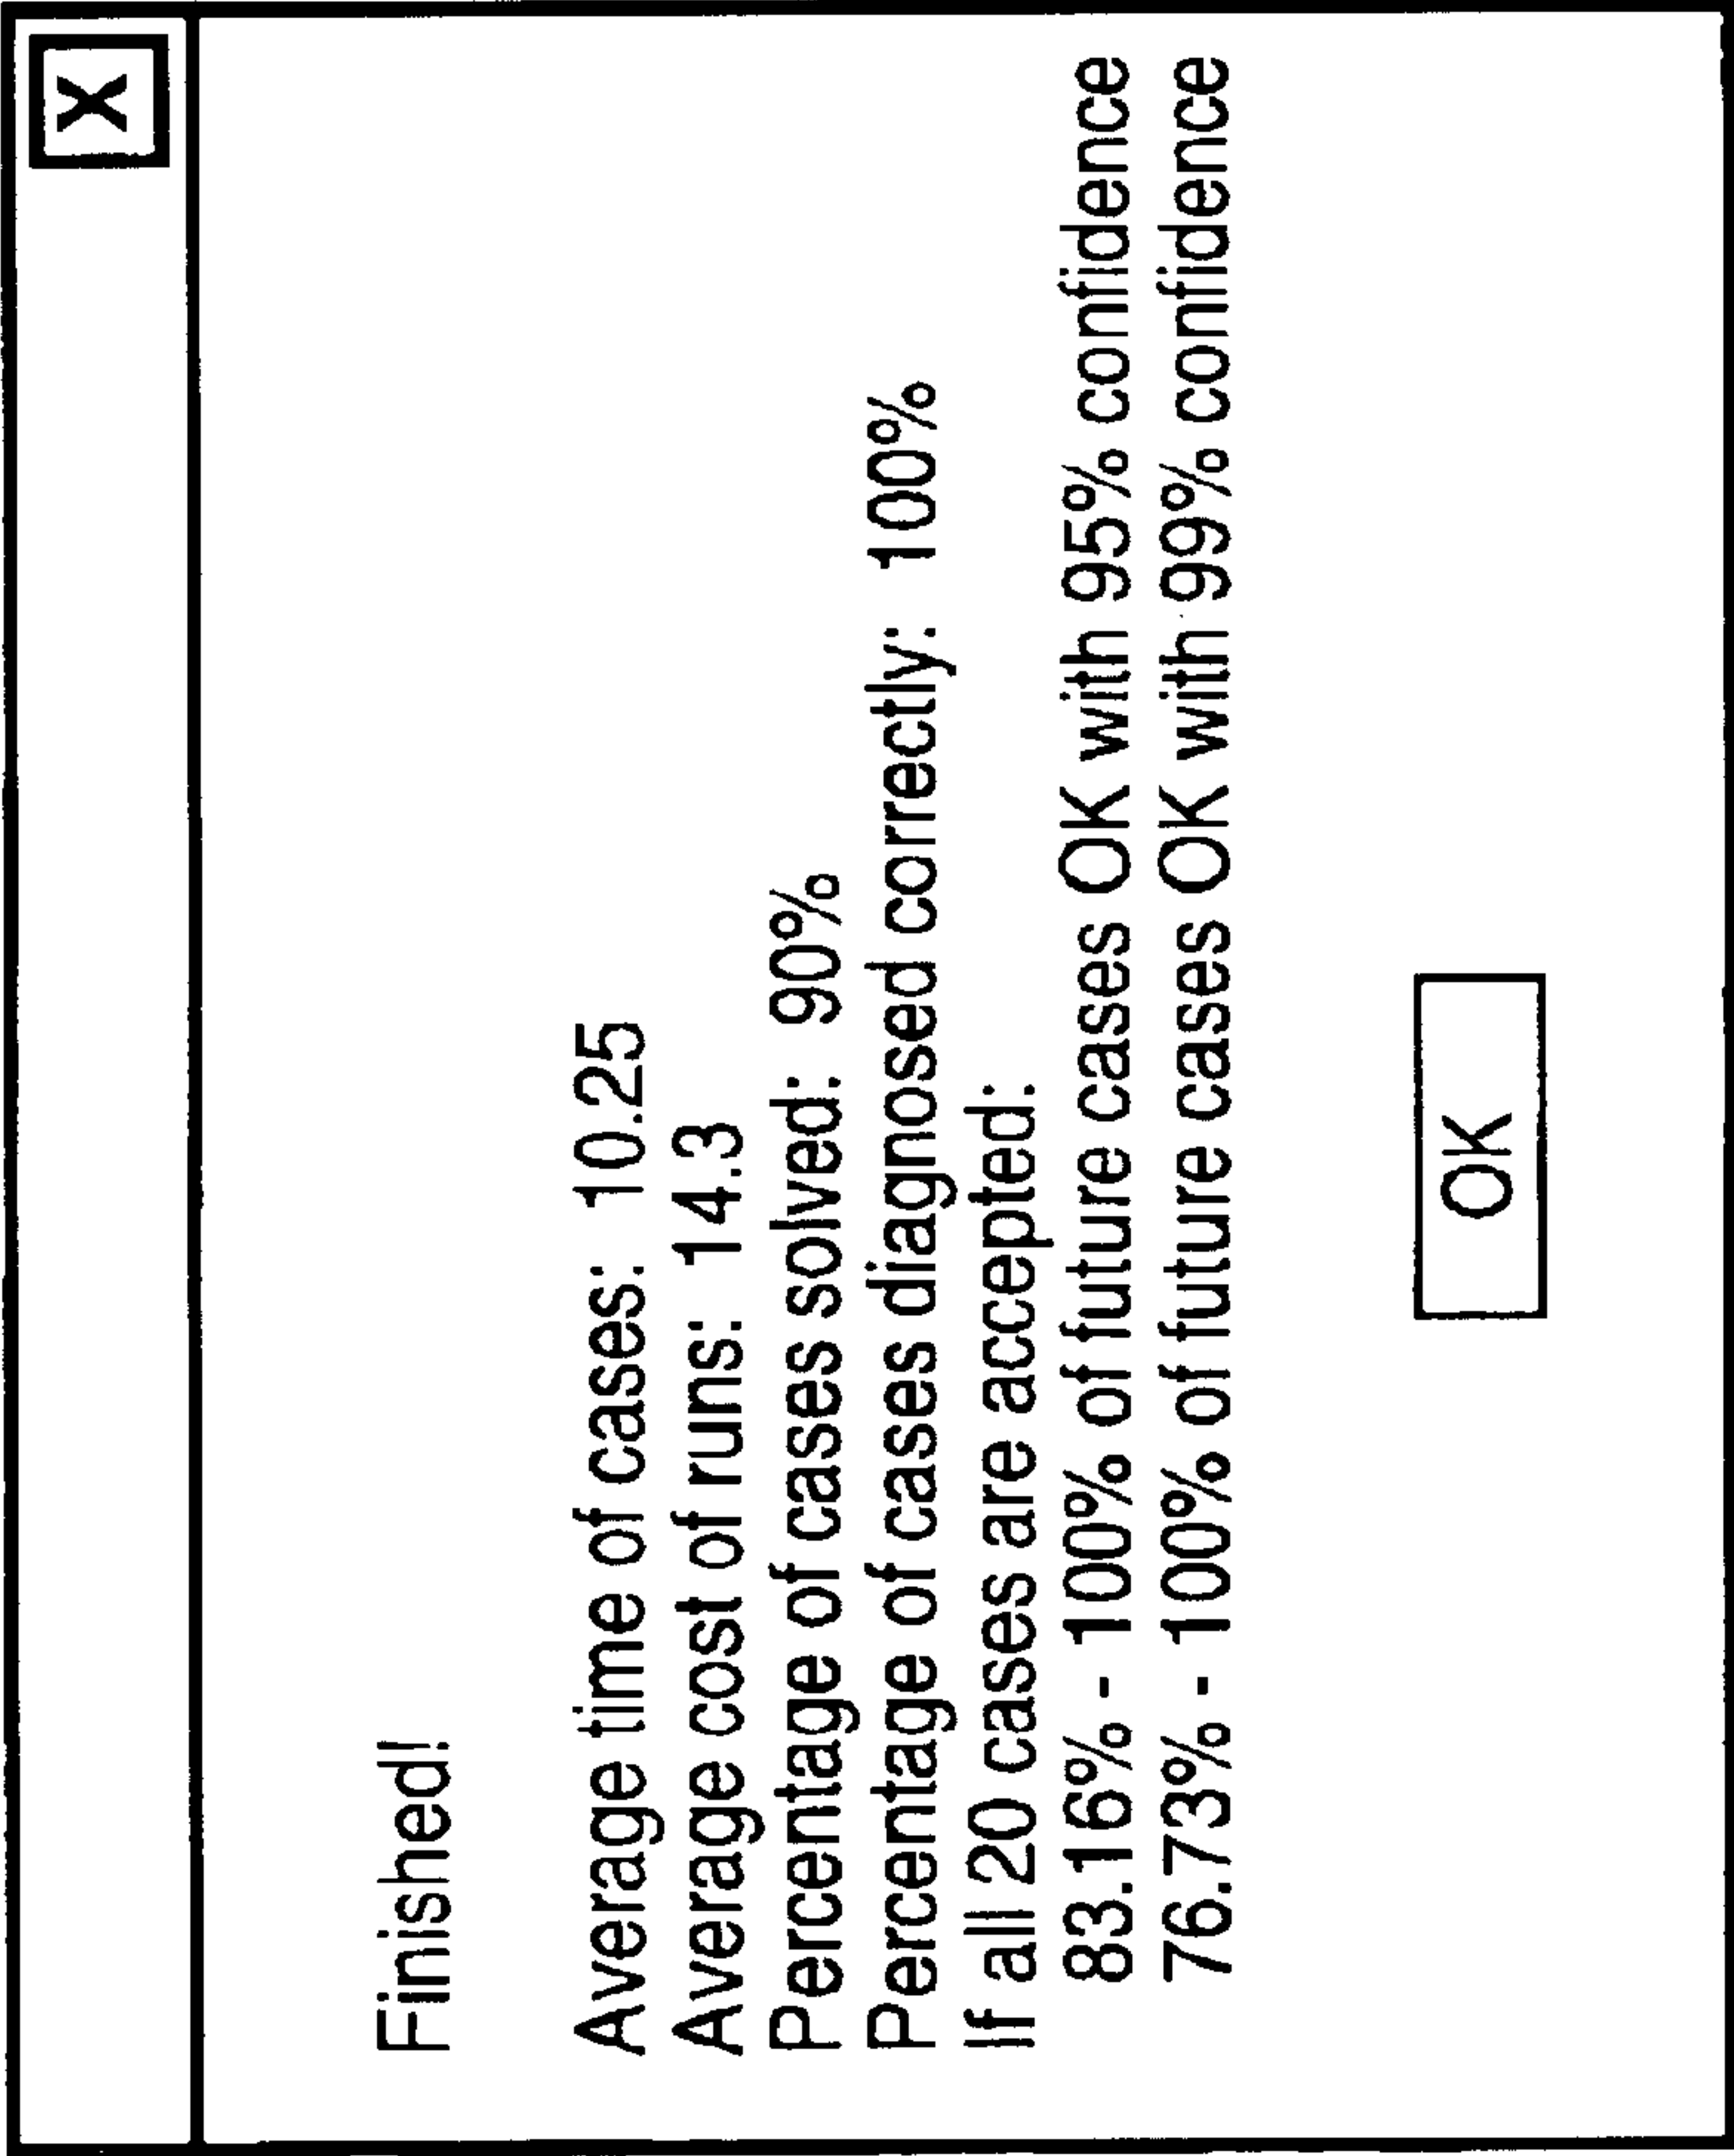 X
Finished!
Average time of cases: 10.25
Average cost of runs: 14.3
Percentage of cases solved: 90%
Percentage of cases diagnosed correctly: 100%
If all 20 cases are accepted:
83.16% - 100% of future cases OK with 95% confidence
76.73% - 100% of future cases OK with 99% confidence
OK